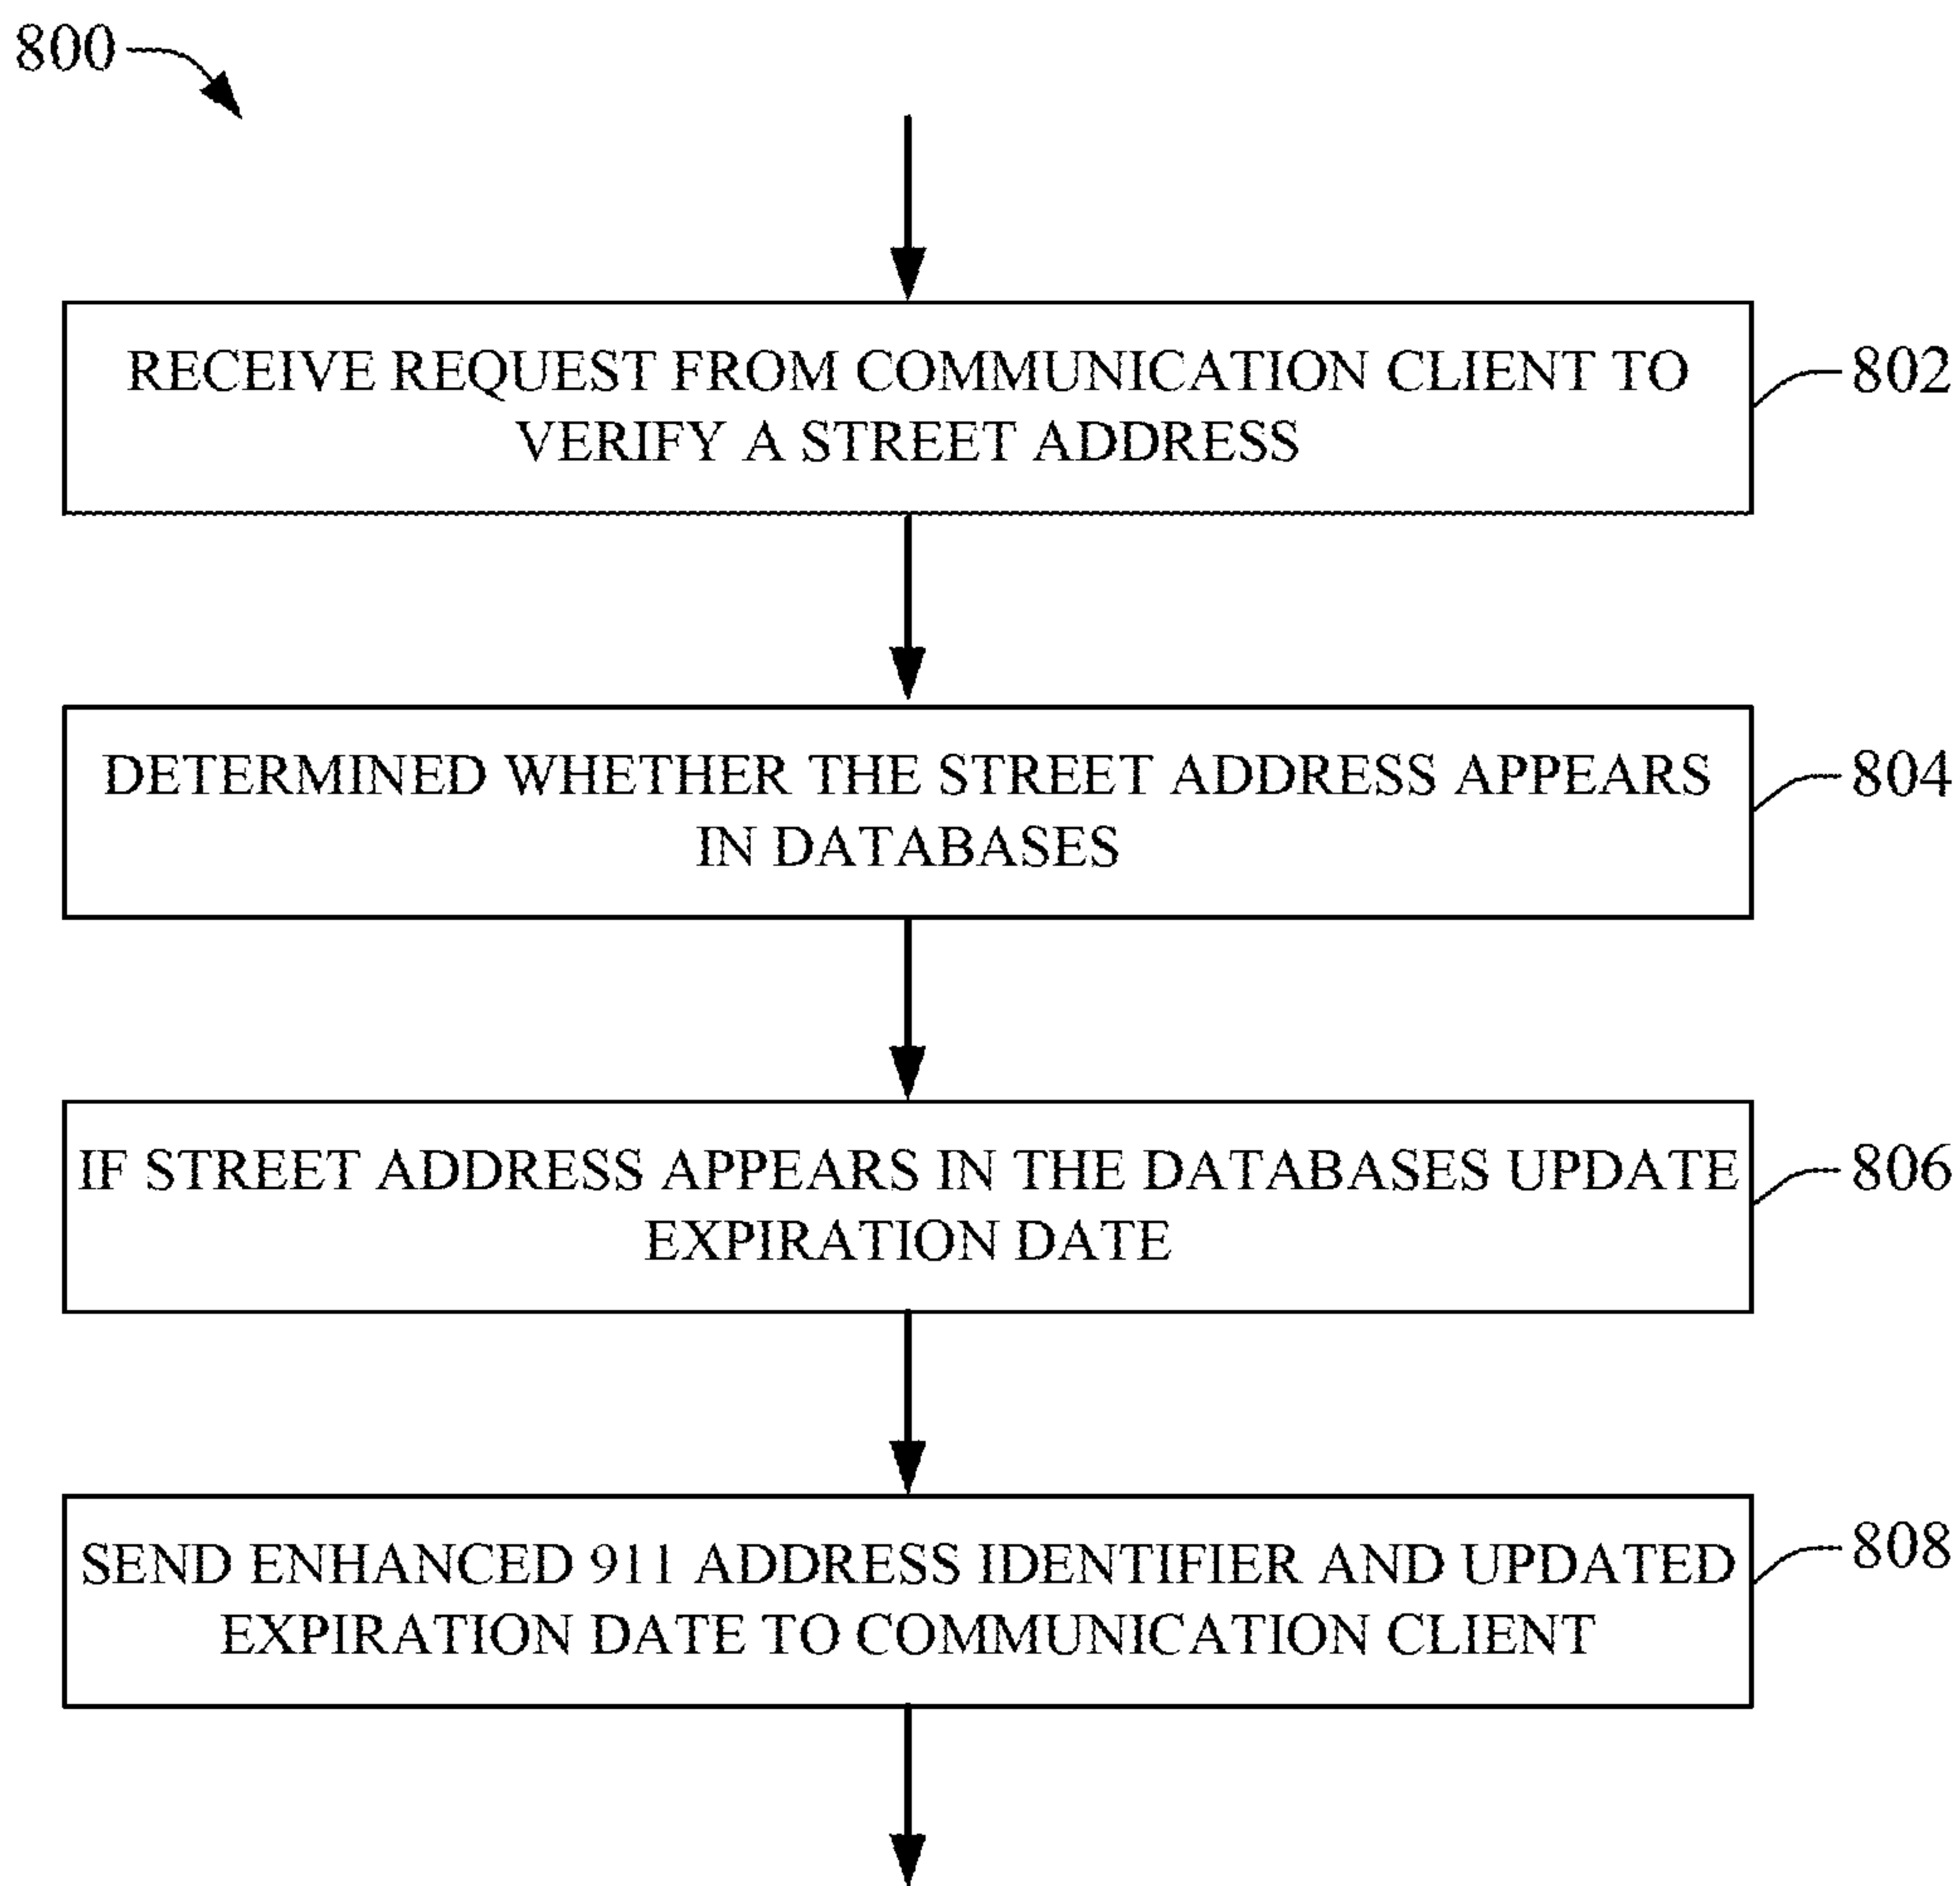 800
RECEIVE REQUEST FROM COMMUNICATION CLIENT TO
VERIFY A STREET ADDRESS
802
DETERMINED WHETHER THE STREET ADDRESS APPEARS
IN DATABASES
804
IF STREET ADDRESS APPEARS IN THE DATABASES UPDATE
EXPIRATION DATE
806
SEND ENHANCED 911 ADDRESS IDENTIFIER AND UPDATED
EXPIRATION DATE TO COMMUNICATION CLIENT
808